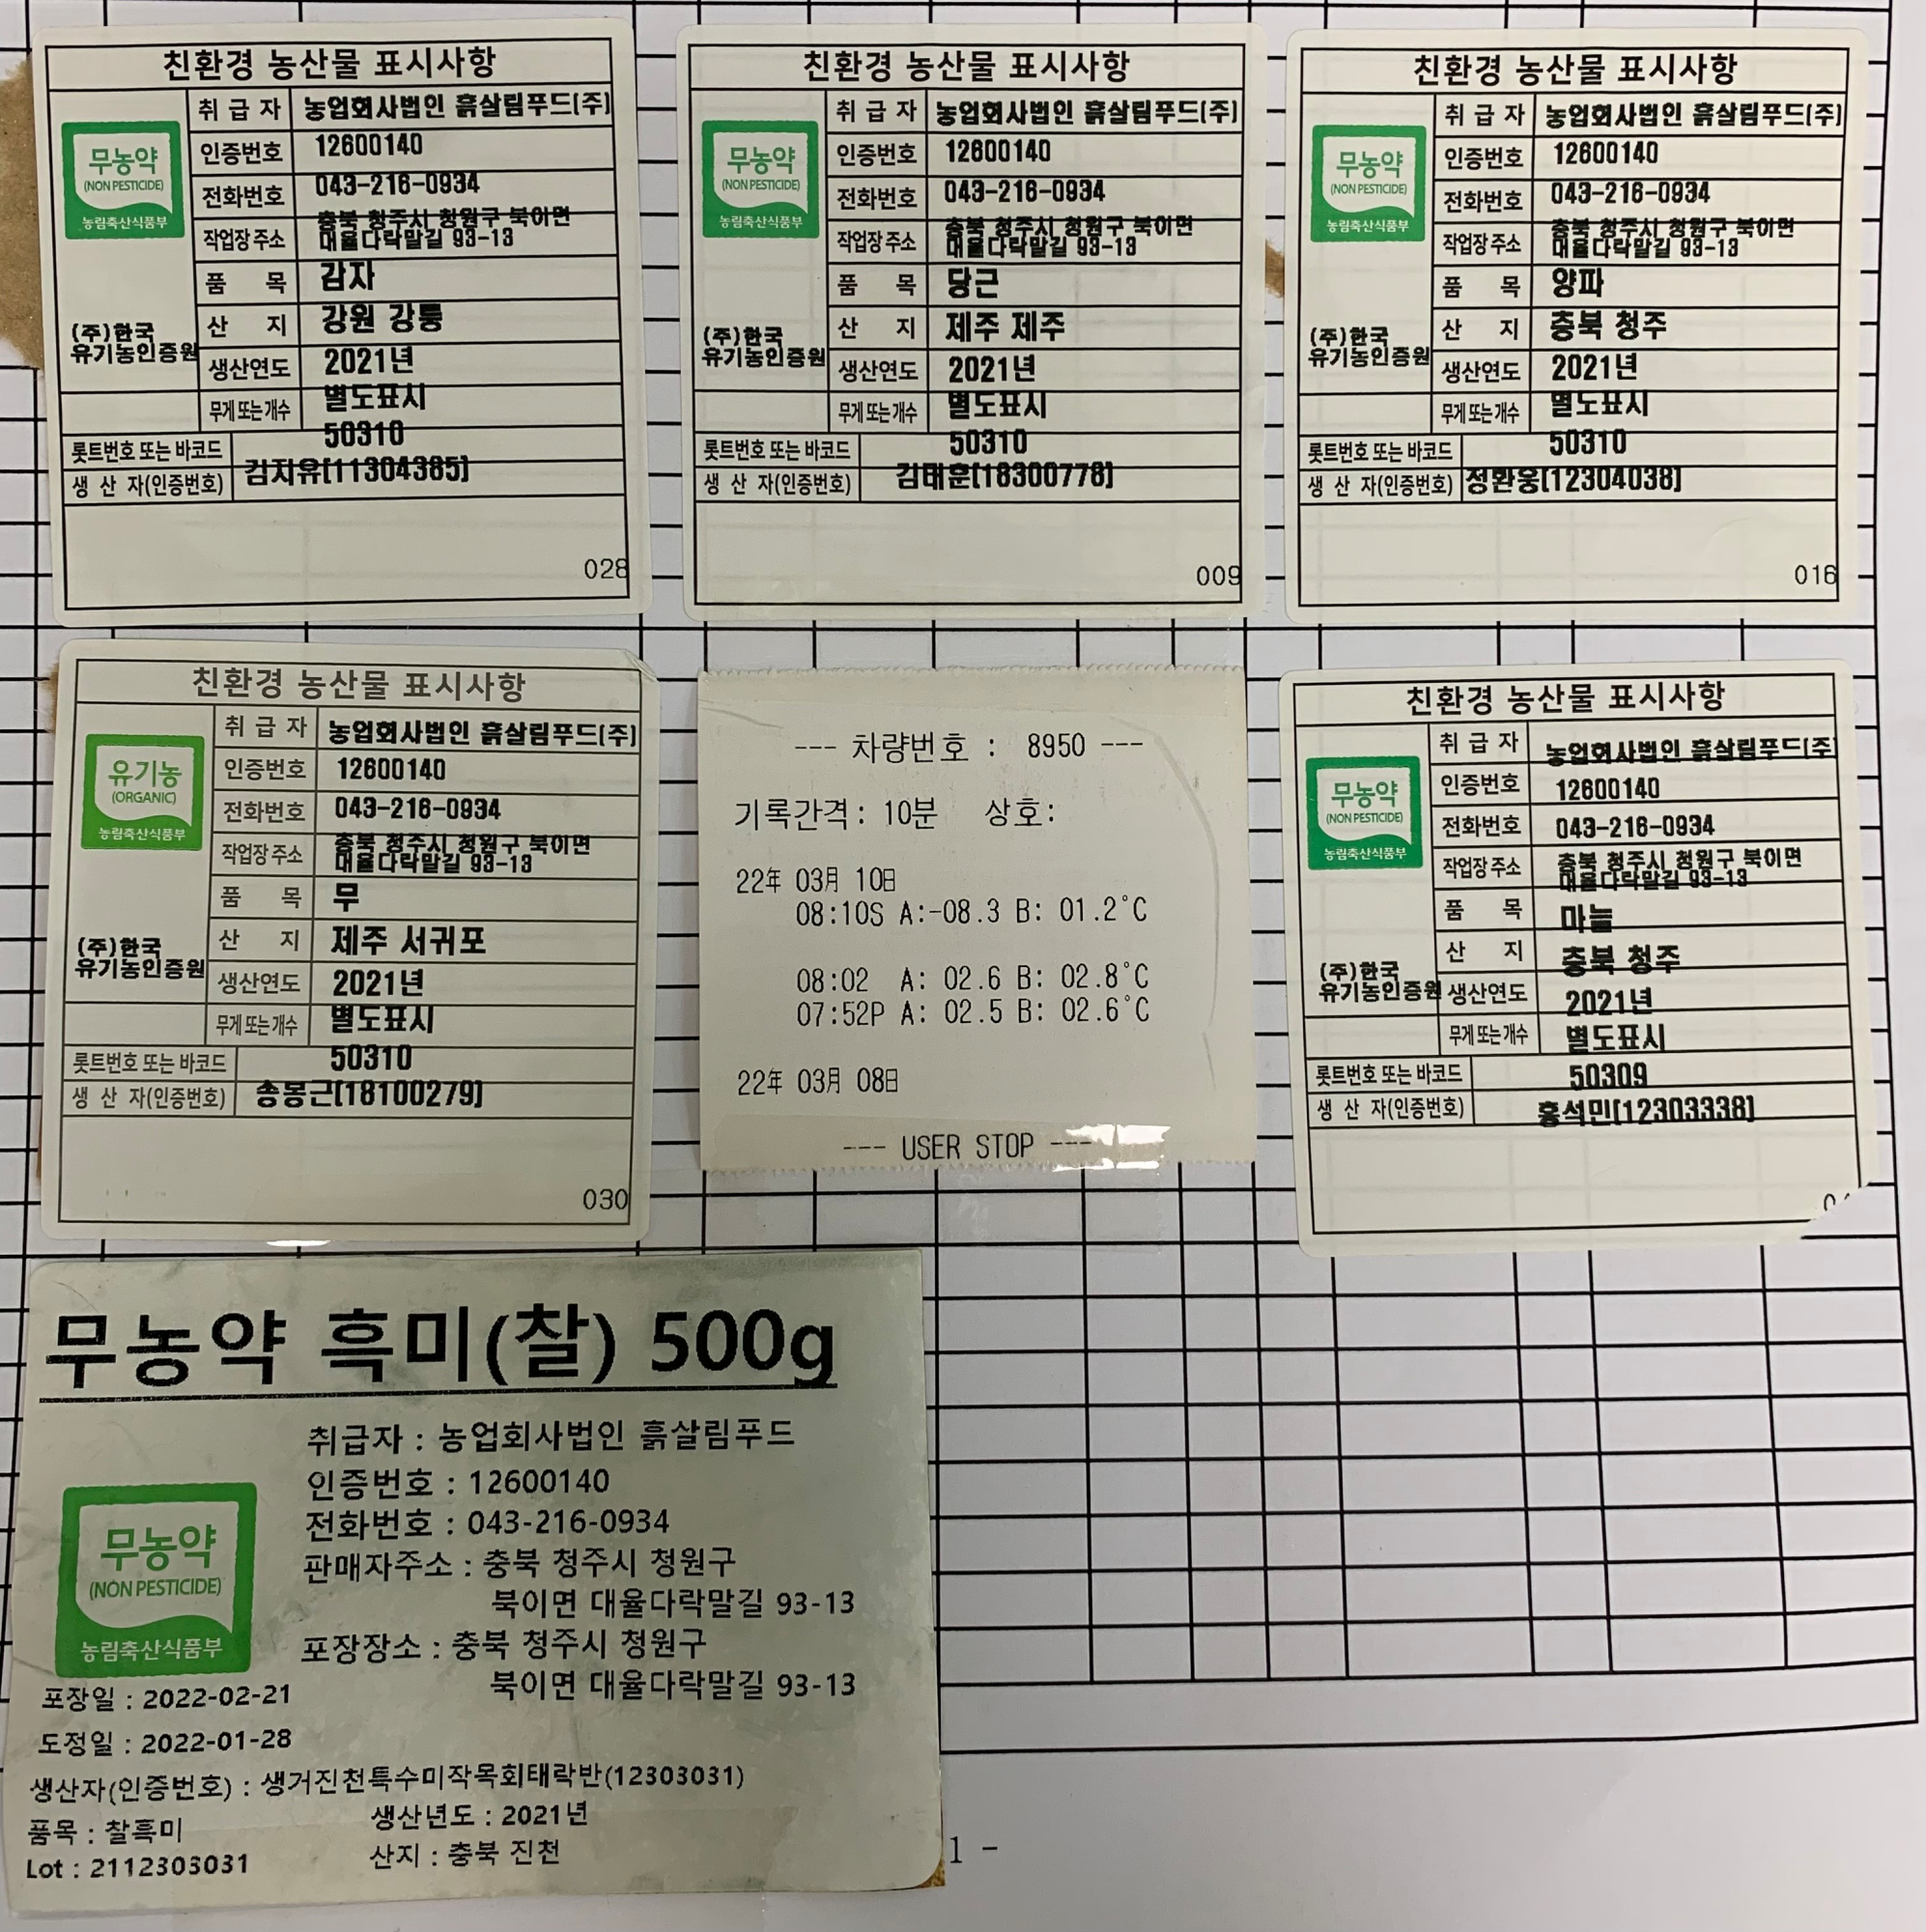 친환경 농산물 표시사항
무농약
(NON PESTICIDE)
농림축산식품부
(주)한국
유기농인증원
취 급 자 농업회사법인 흙살림푸드(주)
인증번호 12600140
전화번호 043-216-0934
작업장 주소 충북 청주시 청원구 북이면
대율다락말길 93-13
품 목 감자
산 지 강원 강릉
생산연도 2021년
무게 또는 개수 별도표시
롯트번호 또는 바코드 50310
생 산 자(인증번호) 김지유(11304385)
028
친환경 농산물 표시사항
무농약
(NON PESTICIDE)
농림축산식품부
(주)한국
유기농인증원
취 급 자 농업회사법인 흙살림푸드(주)
인증번호 12600140
전화번호 043-216-0934
작업장 주소 충북 청주시 청원구 북이면
대율다락말길 93-13
품 목 당근
산 지 제주 제주
생산연도 2021년
무게 또는 개수 별도표시
롯트번호 또는 바코드 50310
생 산 자(인증번호) 김태훈(18300778)
009
친환경 농산물 표시사항
무농약
(NON PESTICIDE)
농림축산식품부
(주)한국
유기농인증원
취 급 자 농업회사법인 흙살림푸드(주)
인증번호 12600140
전화번호 043-216-0934
작업장 주소 충북 청주시 청원구 북이면
대율다락말길 93-13
품 목 양파
산 지 충북 청주
생산연도 2021년
무게 또는 개수 별도표시
롯트번호 또는 바코드 50310
생 산 자(인증번호) 정환웅(12304038)
016
친환경 농산물 표시사항
유기농
(ORGANIC)
농림축산식품부
(주)한국
유기농인증원
취 급 자 농업회사법인 흙살림푸드(주)
인증번호 12600140
전화번호 043-216-0934
작업장 주소 충북 청주시 청원구 북이면
대율다락말길 93-13
품 목 무
산 지 제주 서귀포
생산연도 2021년
무게 또는 개수 별도표시
롯트번호 또는 바코드 50310
생 산 자(인증번호) 송봉근(18100279)
030
--- 차량번호 : 8950 ---
기록간격: 10분 상호:
22年 03月 10日
08:10S A:-08.3 B: 01.2°C
08:02 A: 02.6 B: 02.8°C
07:52P A: 02.5 B: 02.6°C
22年 03月 08日
--- USER STOP ---
친환경 농산물 표시사항
무농약
(NON PESTICIDE)
농림축산식품부
(주)한국
유기농인증원
취 급 자 농업회사법인 흙살림푸드(주)
인증번호 12600140
전화번호 043-216-0934
작업장 주소 충북 청주시 청원구 북이면
대율다락말길 93-13
품 목 마늘
산 지 충북 청주
생산연도 2021년
무게 또는 개수 별도표시
롯트번호 또는 바코드 50309
생 산 자(인증번호) 홍석민(12303338)
무농약 흑미(찰) 500g
무농약
(NON PESTICIDE)
농림축산식품부
취급자 : 농업회사법인 흙살림푸드
인증번호 : 12600140
전화번호 : 043-216-0934
판매자주소 : 충북 청주시 청원구
북이면 대율다락말길 93-13
포장장소 : 충북 청주시 청원구
북이면 대율다락말길 93-13
포장일 : 2022-02-21
도정일 : 2022-01-28
생산자(인증번호) : 생거진천특수미작목회태락반(12303031)
품목 : 찰흑미 생산년도 : 2021년
Lot : 2112303031 산지 : 충북 진천
1 -